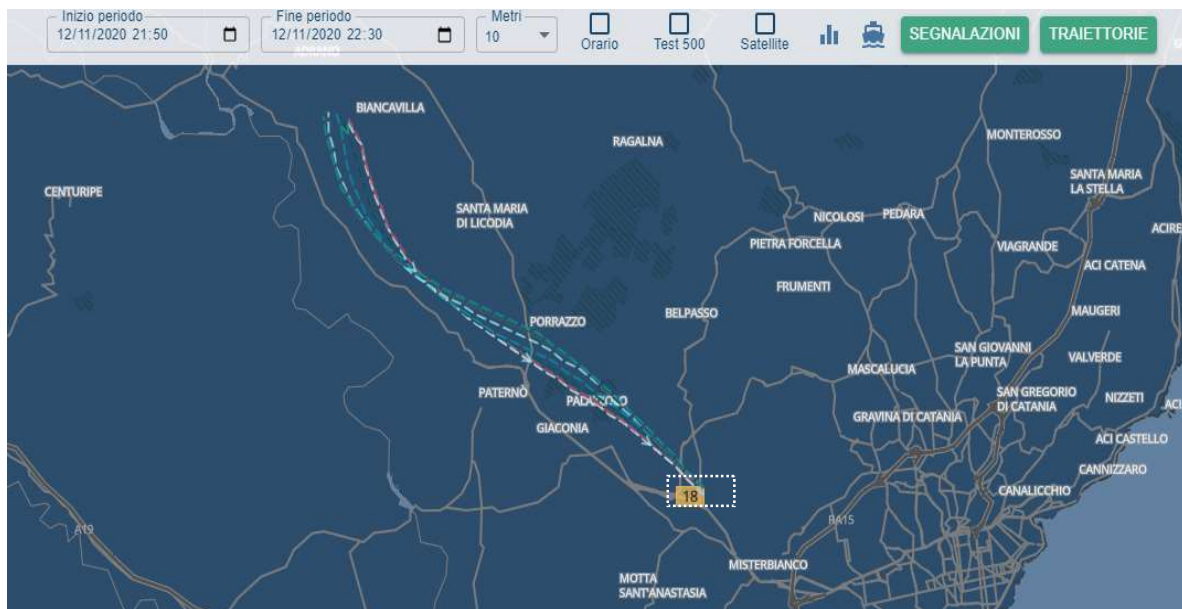 Inizio periodo
12/11/2020 21:50
Fine periodo
12/11/2020 22:30
Metri
10
Orario
Test 500
Satellite
SEGNALAZIONI
TRAIETTORIE
ADRANO
BIANCAVILLA
RAGALNA
MONTEROSSO
CENTURIPE
SANTA MARIA
LA STELLA
SANTA MARIA
DI LICODIA
NICOLOSI
PEDARA
ACIRE
PIETRA FORCELLA
VIAGRANDE
ACI CATENA
FRUMENTI
BELPASSO
MAUGERI
PORRAZZO
SAN GIOVANNI
LA PUNTA
VALVERDE
MASCALUCIA
PATERNÒ
SAN GREGORIO
DI CATANIA
NIZZETI
ACI
GRAVINA DI CATANIA
GIACONIA
ACI CASTELLO
CANNIZZARO
18
CANALICCHIO
A19
RA15
MISTERBIANCO
MOTTA
SANT'ANASTASIA